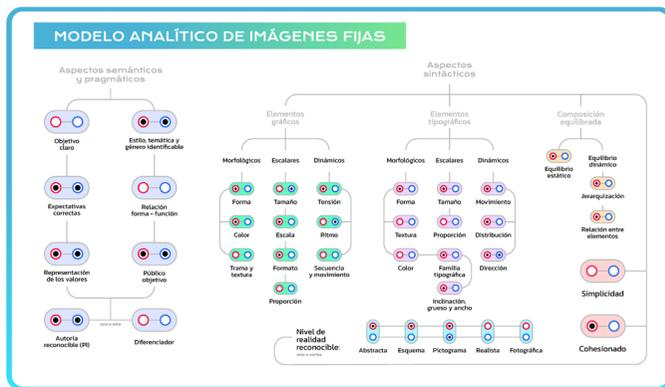 MODELO ANALÍTICO DE IMÁGENES FIJAS
Aspectos semánticos
y pragmáticos
Objetivo
claro
Estilo, temática y
género identificable
Expectativas
correctas
Relación
forma - función
Representación
de los valores
Público
objetivo
Autoría
reconocible (PI)
uno u otro
Diferenciador
Aspectos
sintácticos
Elementos
gráficos
Morfológicos
Escalares
Dinámicos
Forma
Tamaño
Tensión
Color
Escala
Ritmo
Trama y
textura
Formato
Secuencia
y movimiento
Proporción
Elementos
tipográficos
Morfológicos
Escalares
Dinámicos
Forma
Tamaño
Movimiento
Textura
Proporción
Distribución
Color
Familia
tipográfica
Dirección
Inclinación,
grueso y ancho
Composición
equilibrada
Equilibrio
estático
Equilibrio
dinámico
Jerarquización
Relación entre
elementos
Simplicidad
Cohesionado
Nivel de
realidad
reconocible:
uno o varios
Abstracta
Esquema
Pictograma
Realista
Fotográfica